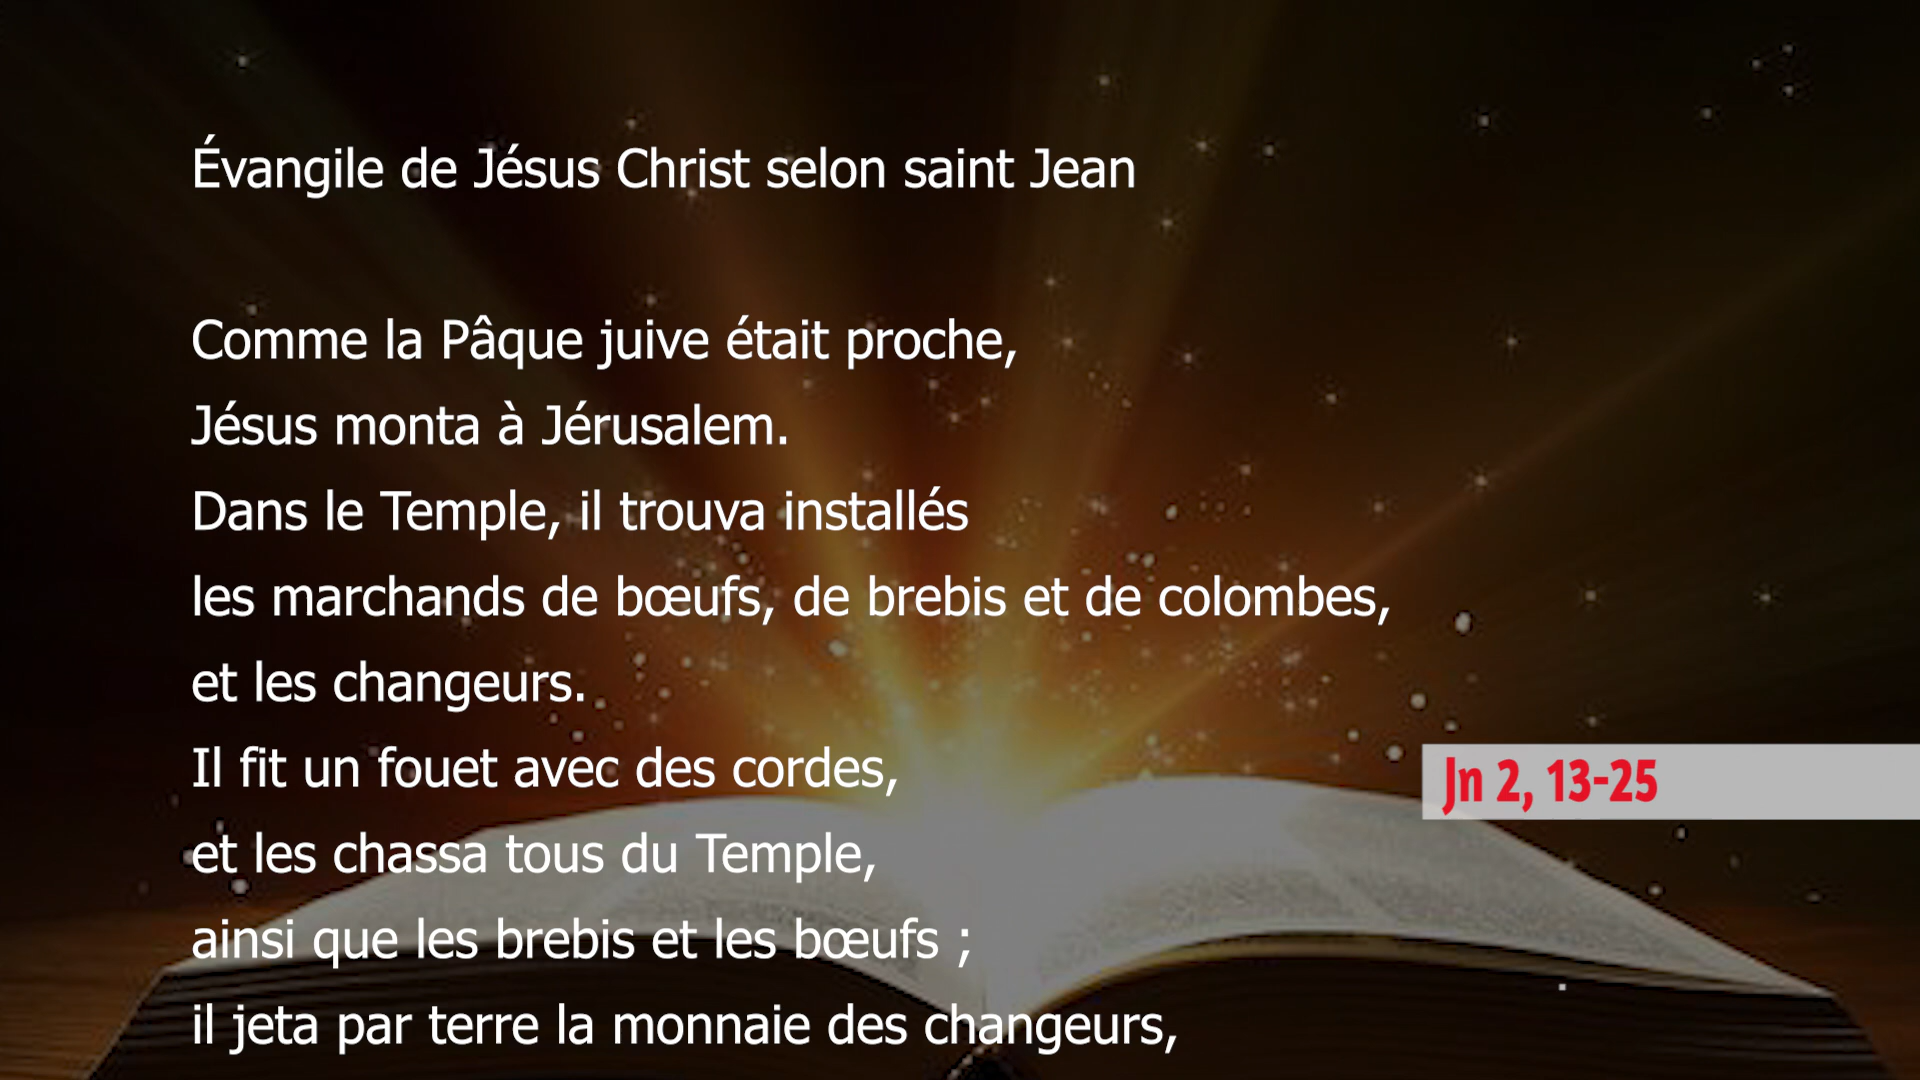 Évangile de Jésus Christ selon saint Jean
Comme la Pâque juive était proche,
Jésus monta à Jérusalem.
Dans le Temple, il trouva installés
les marchands de bœufs, de brebis et de colombes,
et les changeurs.
Il fit un fouet avec des cordes,
et les chassa tous du Temple,
ainsi que les brebis et les bœufs ;
il jeta par terre la monnaie des changeurs,
Jn 2, 13-25